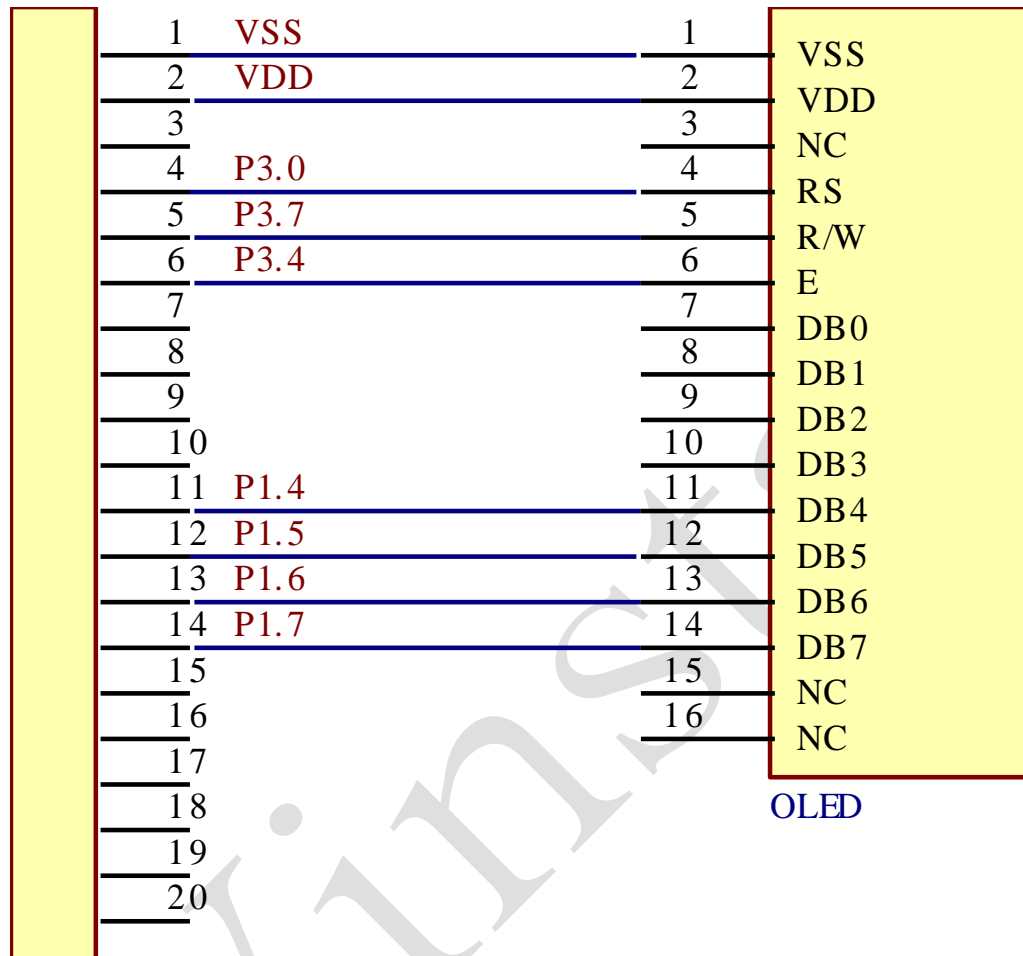 1 VSS 1 VSS
2 VDD 2 VDD
3 3 NC
4 P3.0 4 RS
5 P3.7 5 R/W
6 P3.4 6 E
7 7 DB0
8 8 DB1
9 9 DB2
10 10 DB3
11 P1.4 11 DB4
12 P1.5 12 DB5
13 P1.6 13 DB6
14 P1.7 14 DB7
15 15 NC
16 16 NC
17
18 OLED
19
20